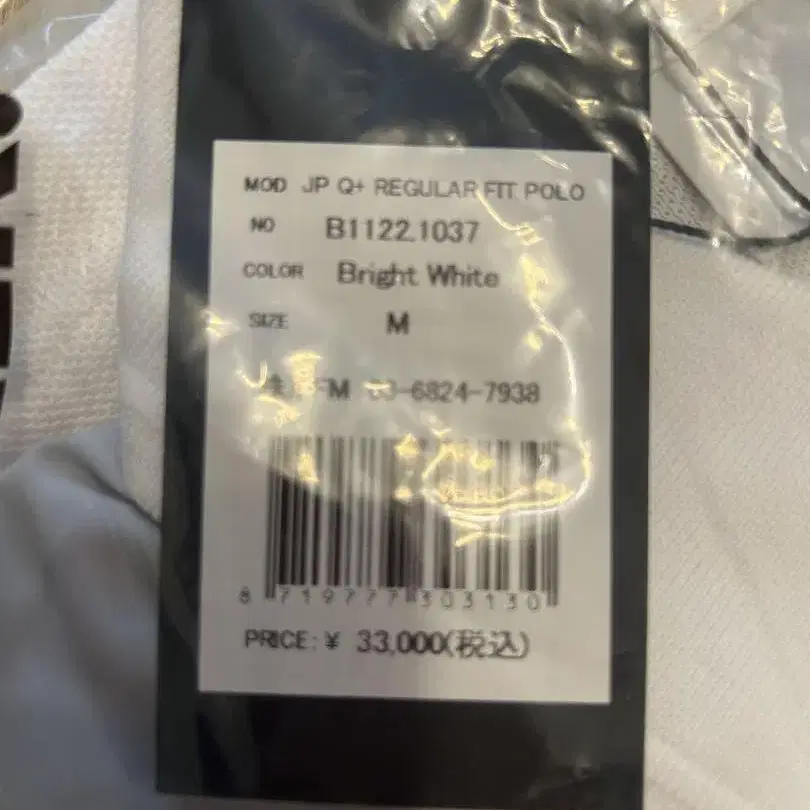 MOD JP Q+ REGULAR FIT POLO
NO B1122.1037
COLOR Bright White
SIZE M
FM 03-6824-7938
8 719777 303130
PRICE: ¥ 33,000(税込)